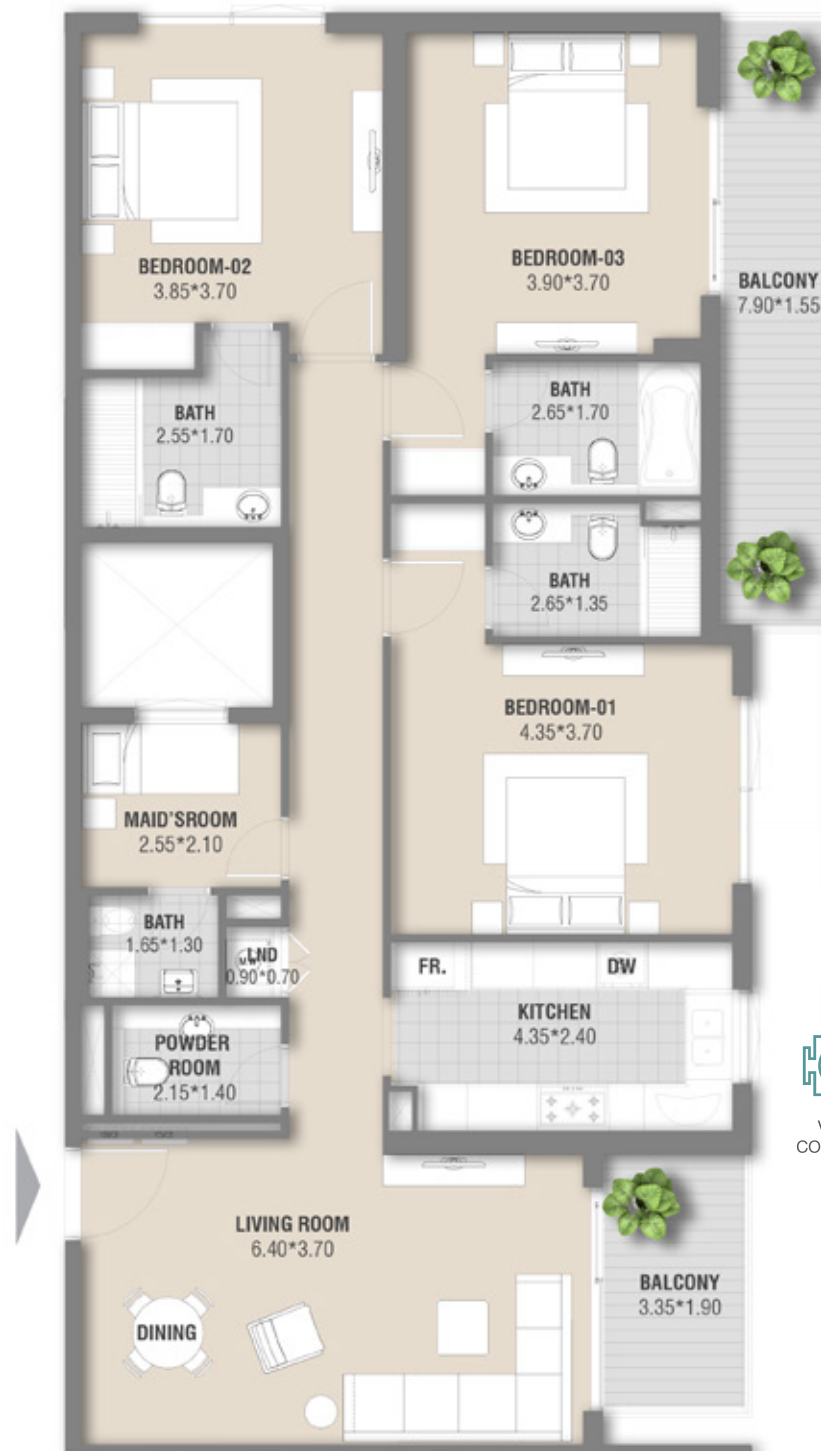 BEDROOM-02
3.85*3.70
BEDROOM-03
3.90*3.70
BALCONY
7.90*1.55
BATH
2.55*1.70
BATH
2.65*1.70
BATH
2.65*1.35
BEDROOM-01
4.35*3.70
MAID'SROOM
2.55*2.10
BATH
1.65*1.30
LND
0.90*0.70
FR.
DW
KITCHEN
4.35*2.40
POWDER
ROOM
2.15*1.40
CO
LIVING ROOM
6.40*3.70
BALCONY
3.35*1.90
DINING